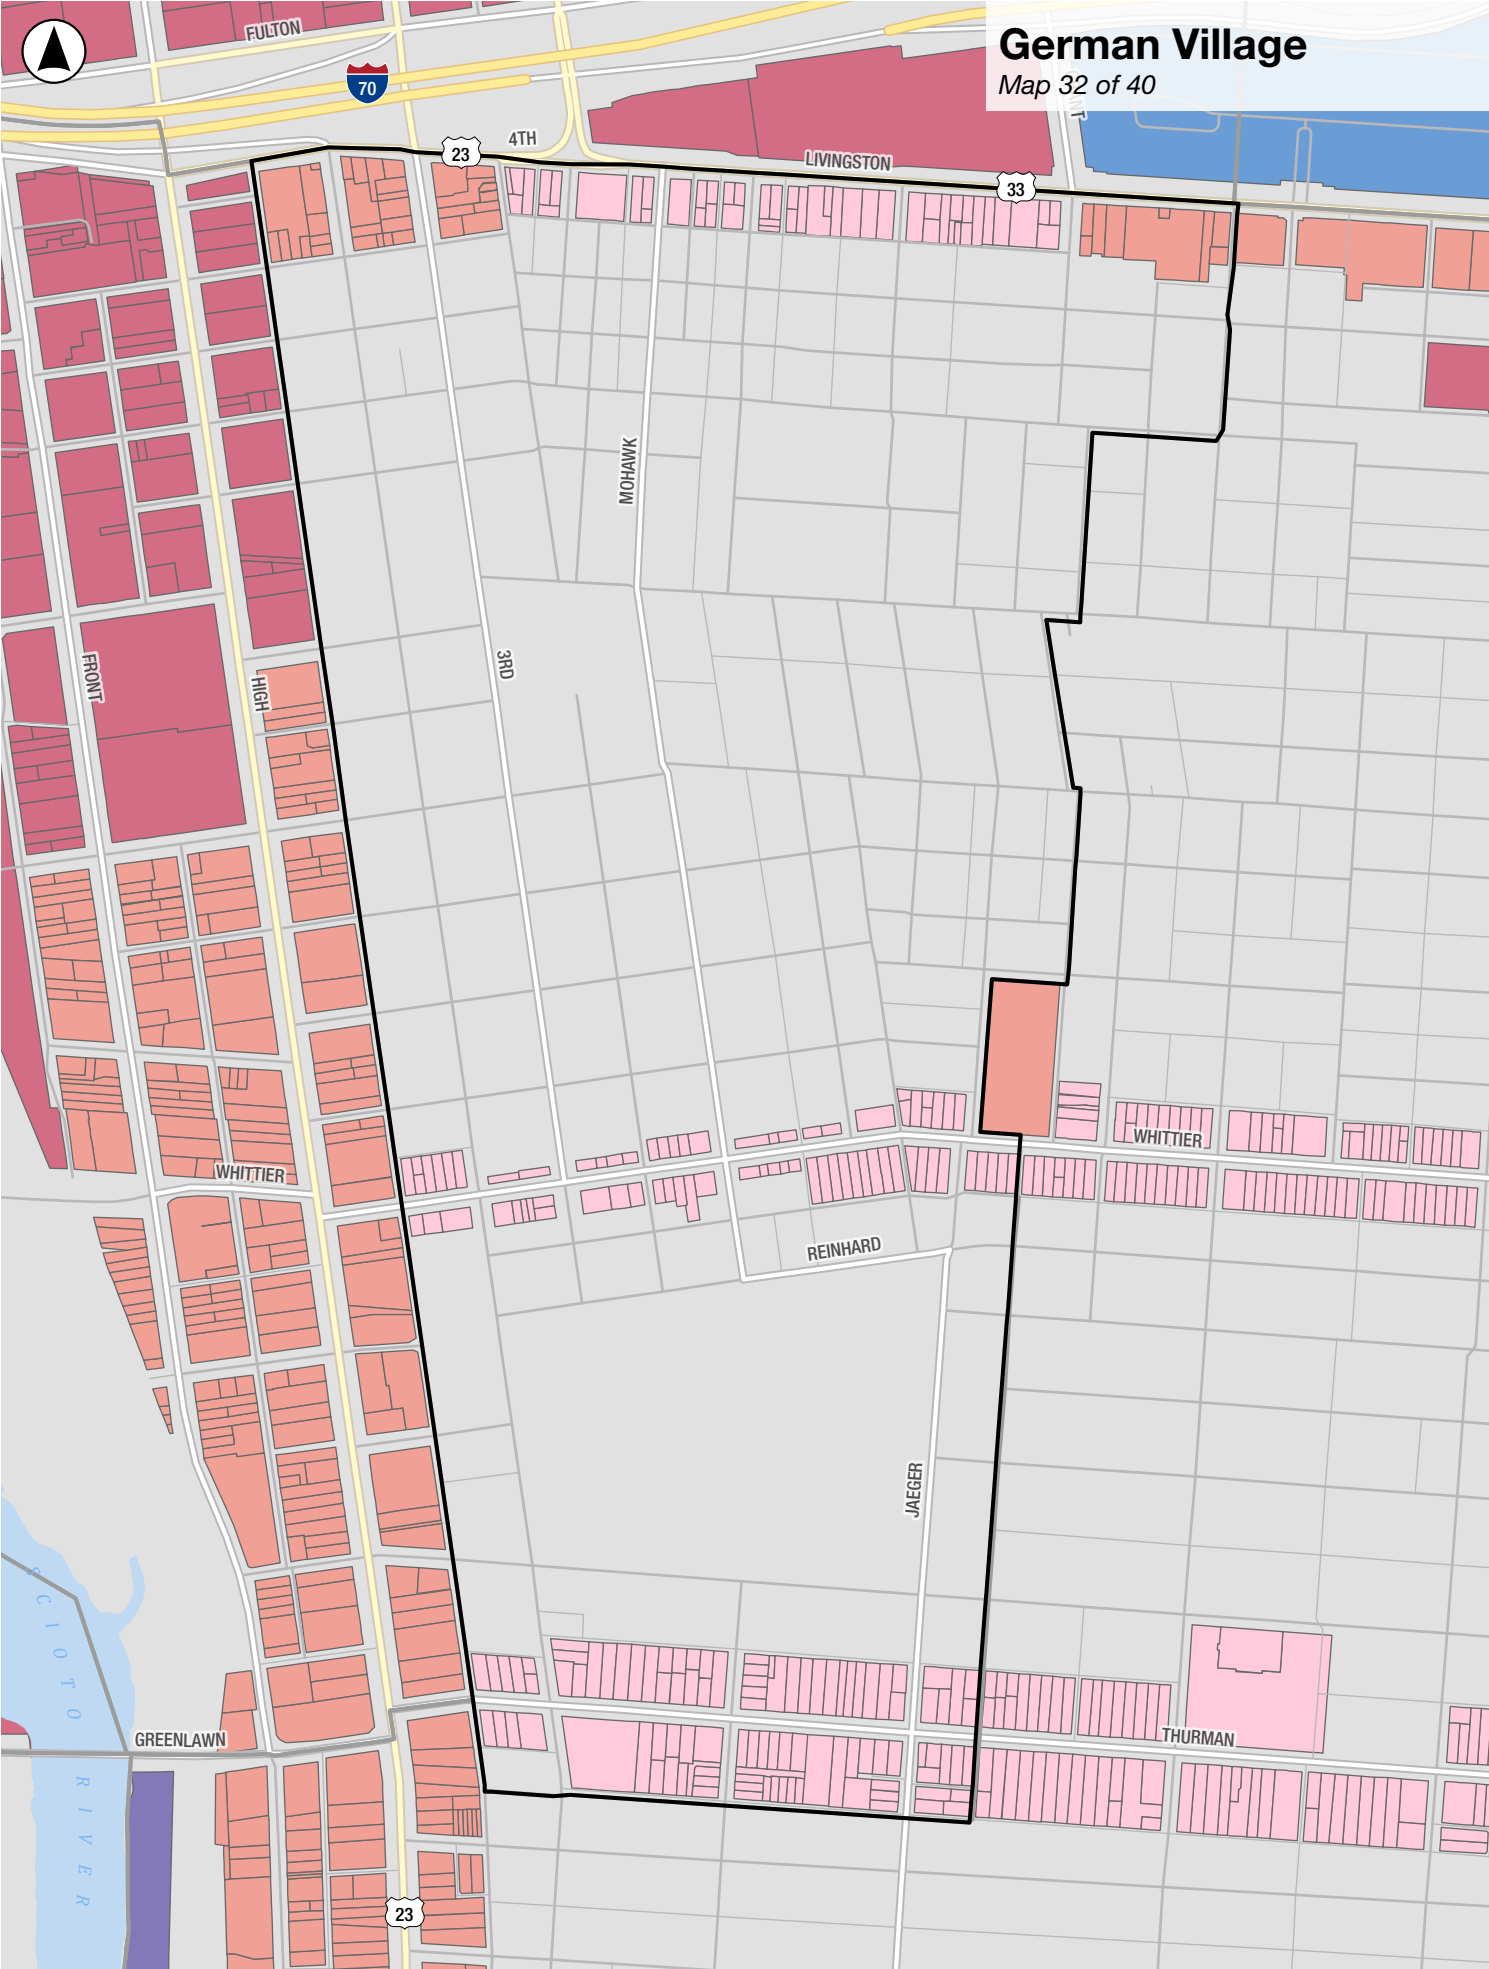 German Village
Map 32 of 40
FULTON
70
4TH
23
LIVINGSTON
33
MOHAWK
3RD
FRONT
HIGH
WHITTIER
WHITTIER
REINHARD
JAEGER
SCIOTO
RIVER
GREENLAWN
THURMAN
23